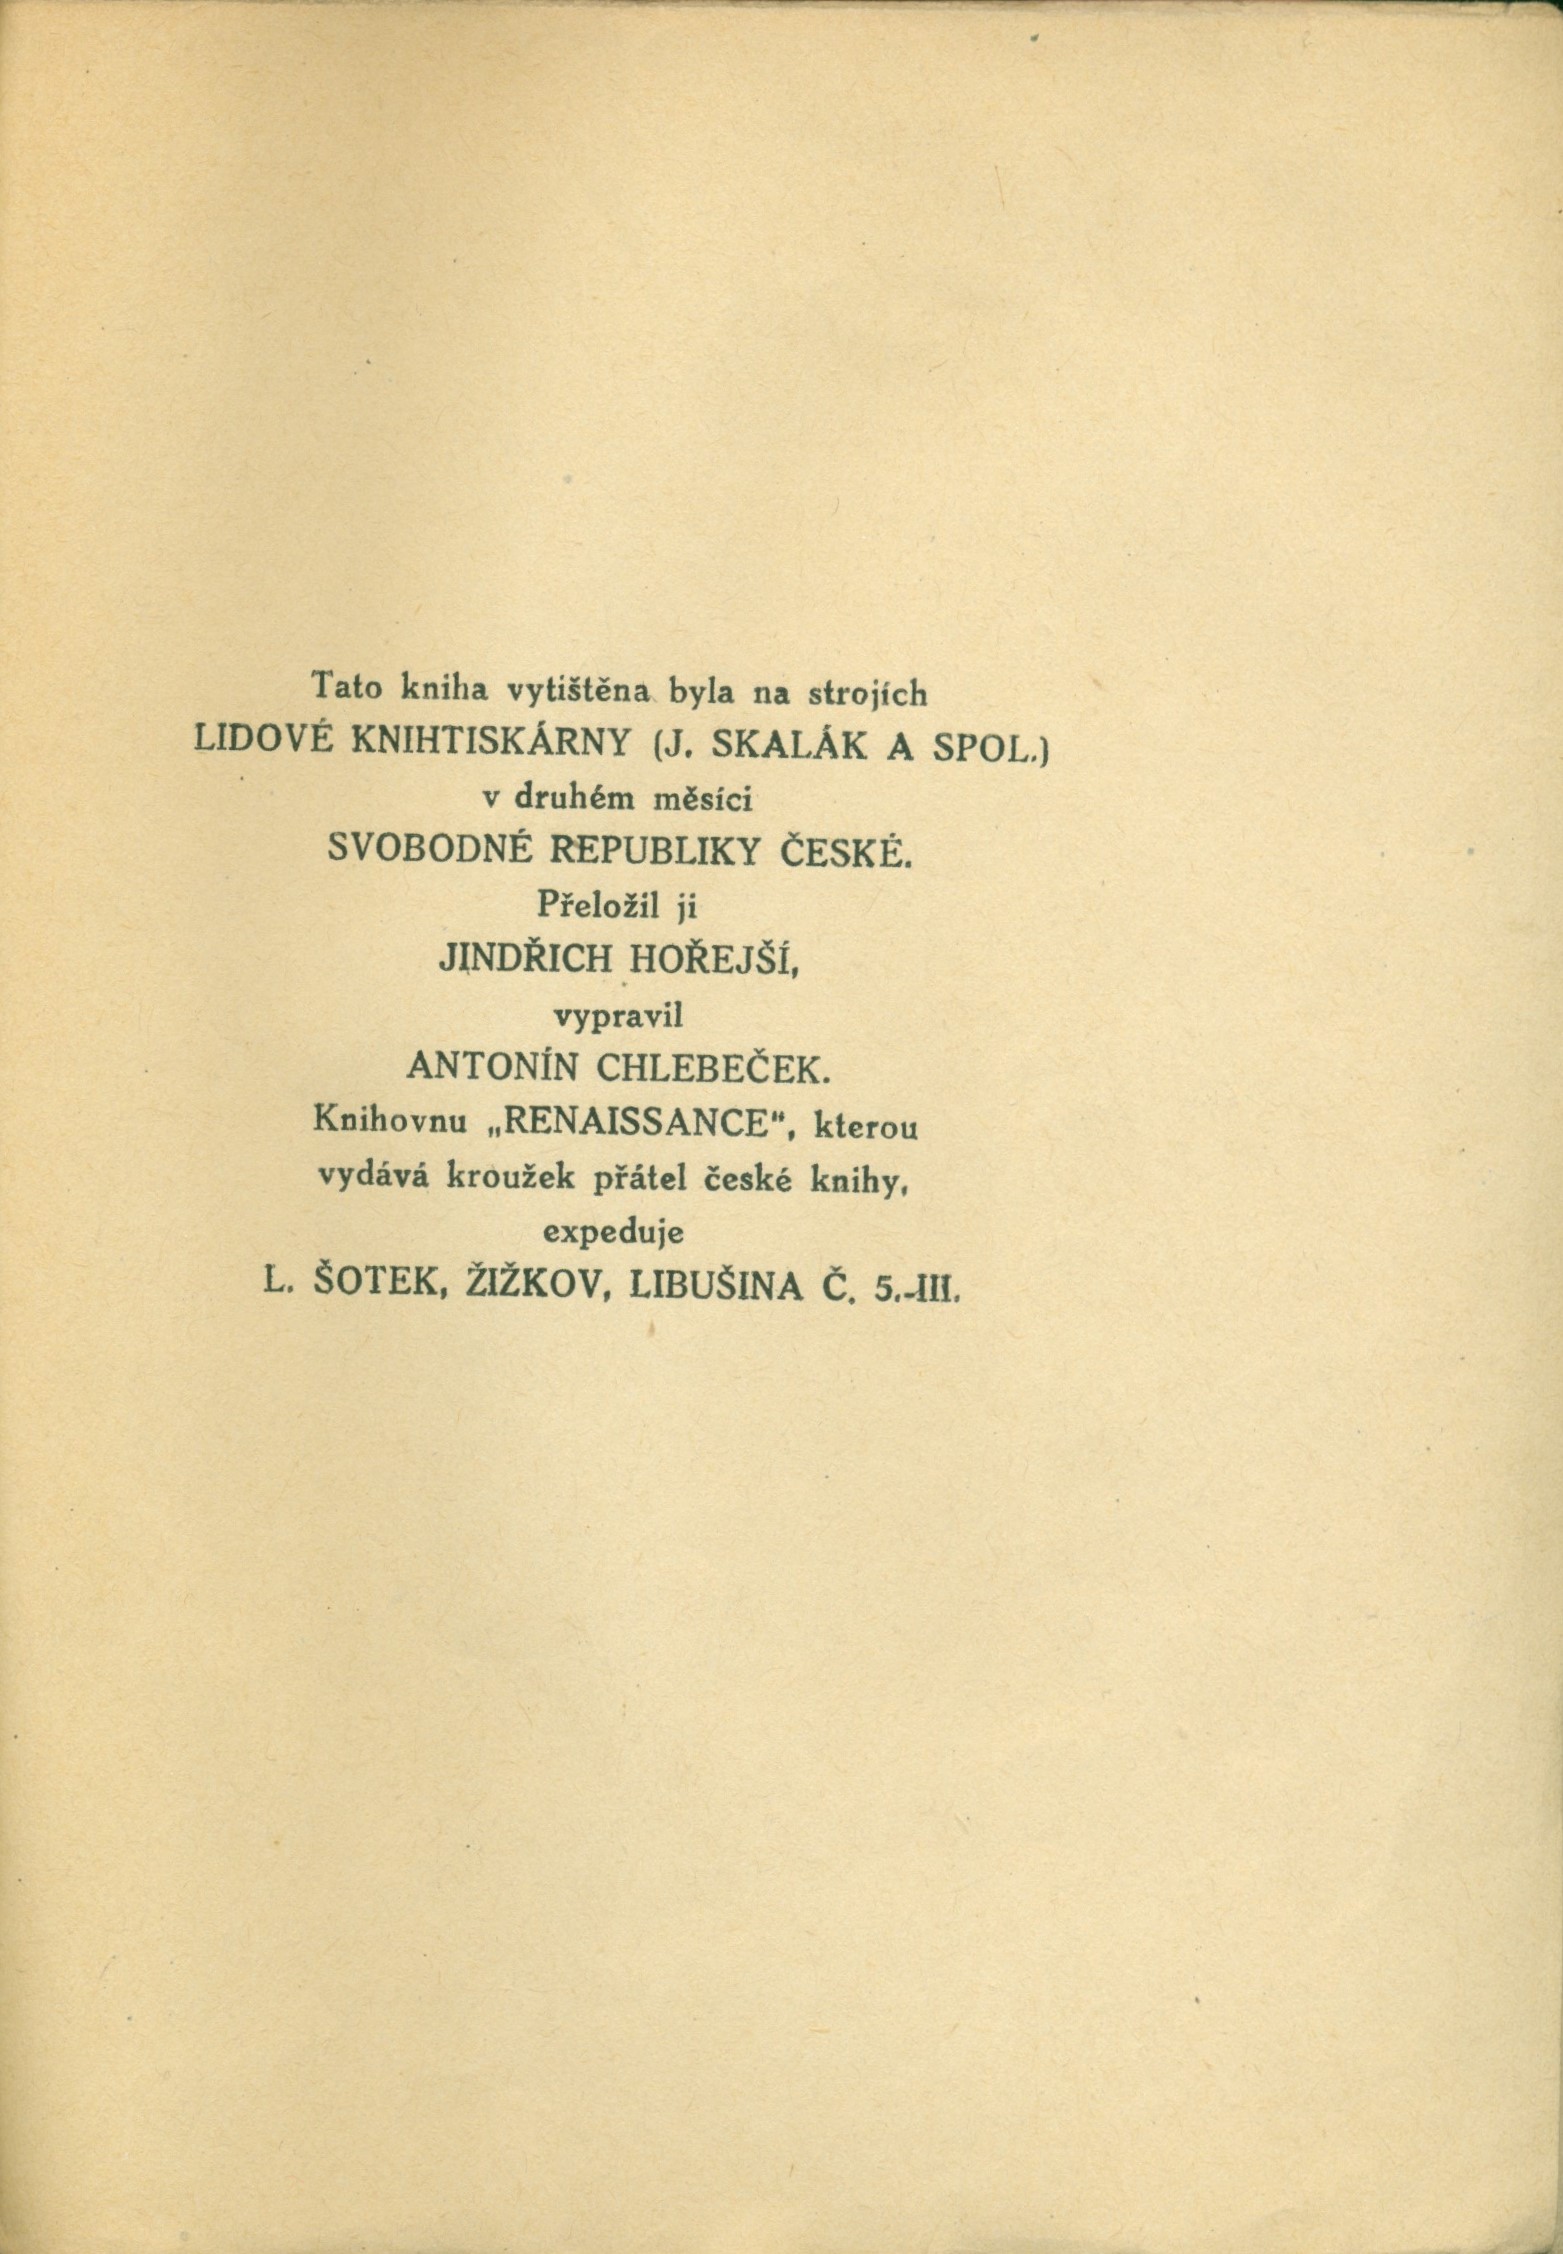 Tato kniha vytištěna byla na strojích
LIDOVÉ KNIHTISKÁRNY (J. SKALÁK A SPOL.)
v druhém měsíci
SVOBODNÉ REPUBLIKY ČESKÉ.
Přeložil ji
JINDŘICH HOŘEJŠÍ,
vypravil
ANTONÍN CHLEBEČEK.
Knihovnu „RENAISSANCE“, kterou
vydává kroužek přátel české knihy,
expeduje
L. ŠOTEK, ŽIŽKOV, LIBUŠINA Č. 5.-III.